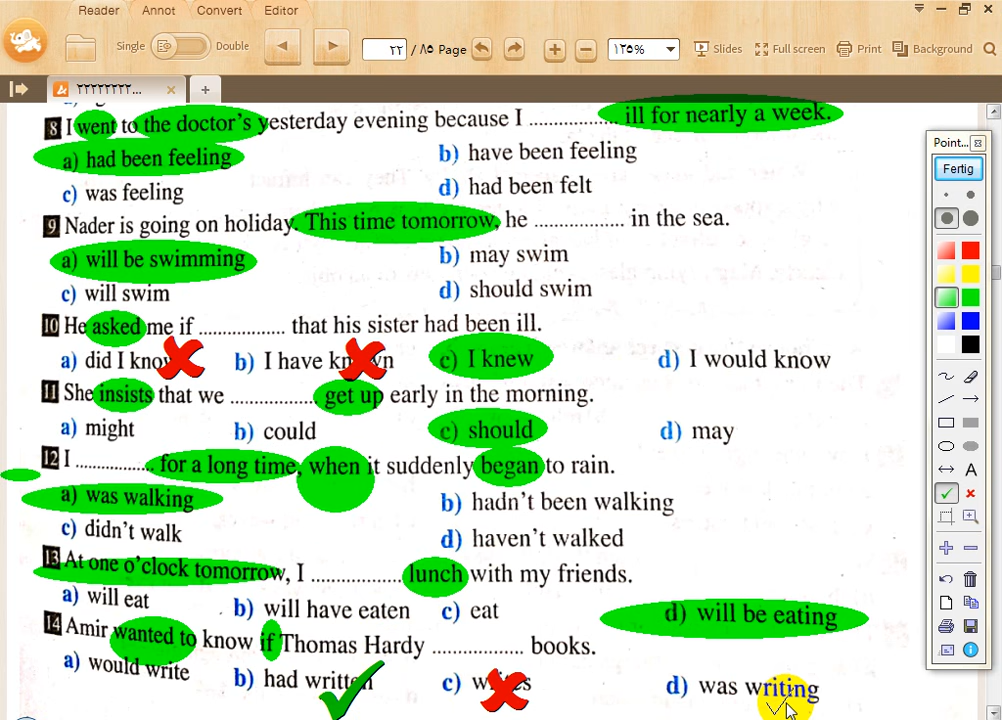 Reader Annot Convert Editor
Single Double ٢٢ / ٨٥ Page ١٢٥% Slides Full screen Print Background
٢٢٢٢٢٢٢٢... × +
8 I went to the doctor's yesterday evening because I .................. ill for nearly a week.
a) had been feeling b) have been feeling
c) was feeling d) had been felt
9 Nader is going on holiday. This time tomorrow, he .................. in the sea.
a) will be swimming b) may swim
c) will swim d) should swim
10 He asked me if .................. that his sister had been ill.
a) did I know b) I have known c) I knew d) I would know
11 She insists that we .................. get up early in the morning.
a) might b) could c) should d) may
12 I .................. for a long time, when it suddenly began to rain.
a) was walking b) hadn't been walking
c) didn't walk d) haven't walked
13 At one o'clock tomorrow, I .................. lunch with my friends.
a) will eat b) will have eaten c) eat d) will be eating
14 Amir wanted to know if Thomas Hardy .................. books.
a) would write b) had written c) writes d) was writing
Point...
Fertig
A